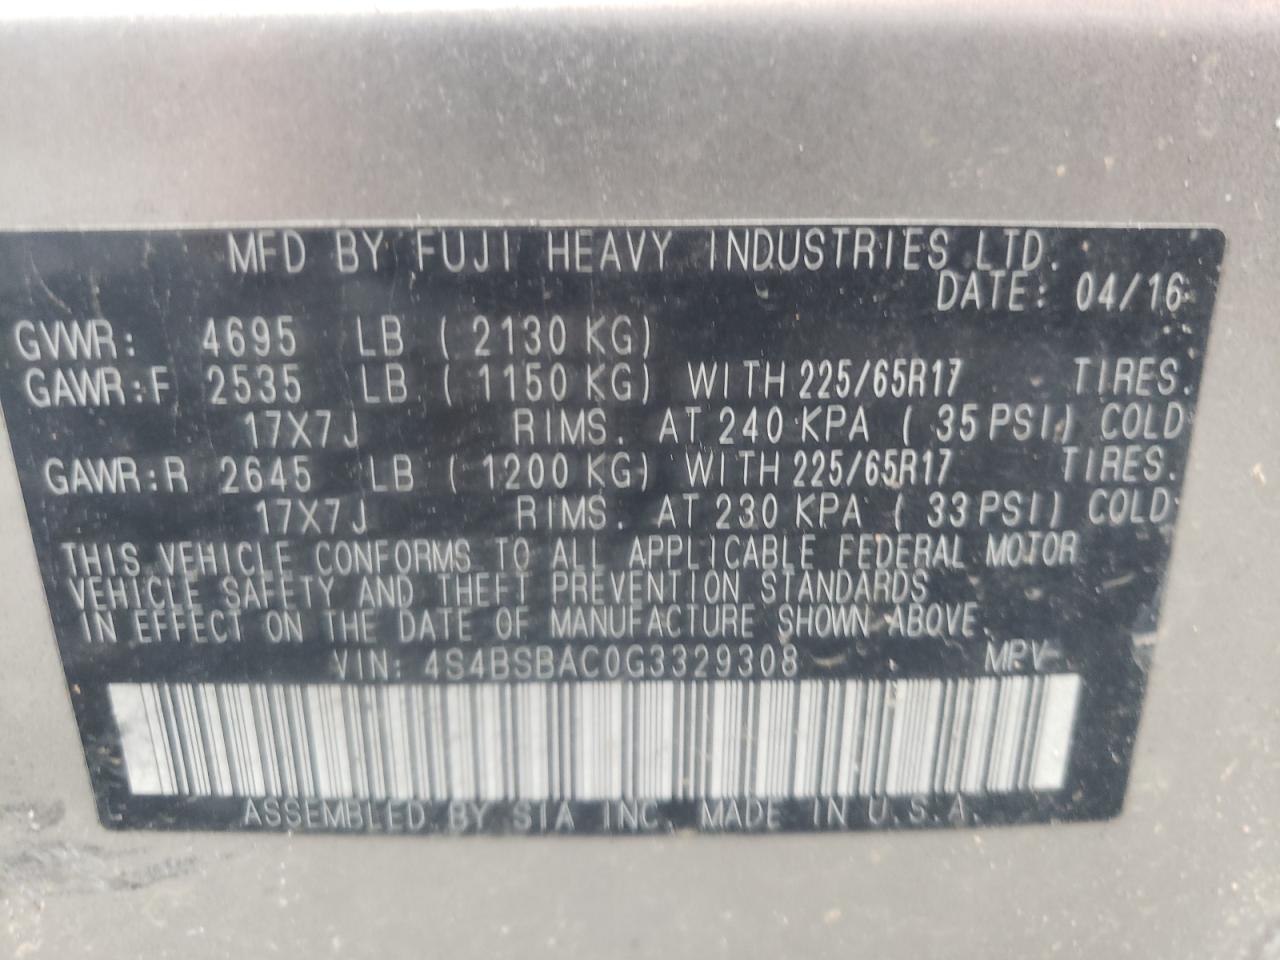 MFD BY FUJI HEAVY INDUSTRIES LTD.
DATE: 04/16
GVWR: 4695 LB (2130 KG)
GAWR:F 2535 LB (1150 KG) WITH 225/65R17 TIRES.
17X7J RIMS. AT 240 KPA (35 PSI) COLD
GAWR:R 2645 LB (1200 KG) WITH 225/65R17 TIRES.
17X7J RIMS. AT 230 KPA (33 PSI) COLD
THIS VEHICLE CONFORMS TO ALL APPLICABLE FEDERAL MOTOR
VEHICLE SAFETY AND THEFT PREVENTION STANDARDS
IN EFFECT ON THE DATE OF MANUFACTURE SHOWN ABOVE.
VIN: 4S4BSBAC0G3329308 MPV
ASSEMBLED BY SIA INC. MADE IN U.S.A.